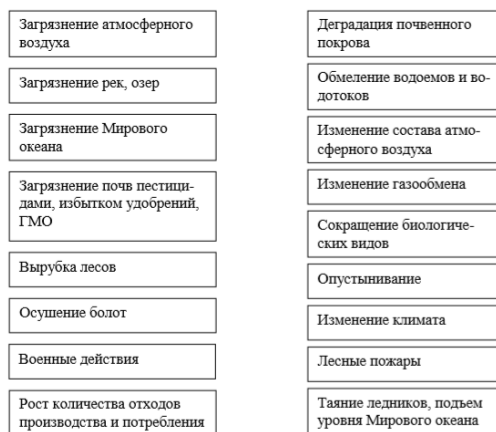 Загрязнение атмосферного
воздуха
Загрязнение рек, озер
Загрязнение Мирового
океана
Загрязнение почв пестици-
дами, избытком удобрений,
ГМО
Вырубка лесов
Осушение болот
Военные действия
Рост количества отходов
производства и потребления
Деградация почвенного
покрова
Обмеление водоемов и во-
дотоков
Изменение состава атмо-
сферного воздуха
Изменение газообмена
Сокращение биологиче-
ских видов
Опустынивание
Изменение климата
Лесные пожары
Таяние ледников, подъем
уровня Мирового океана